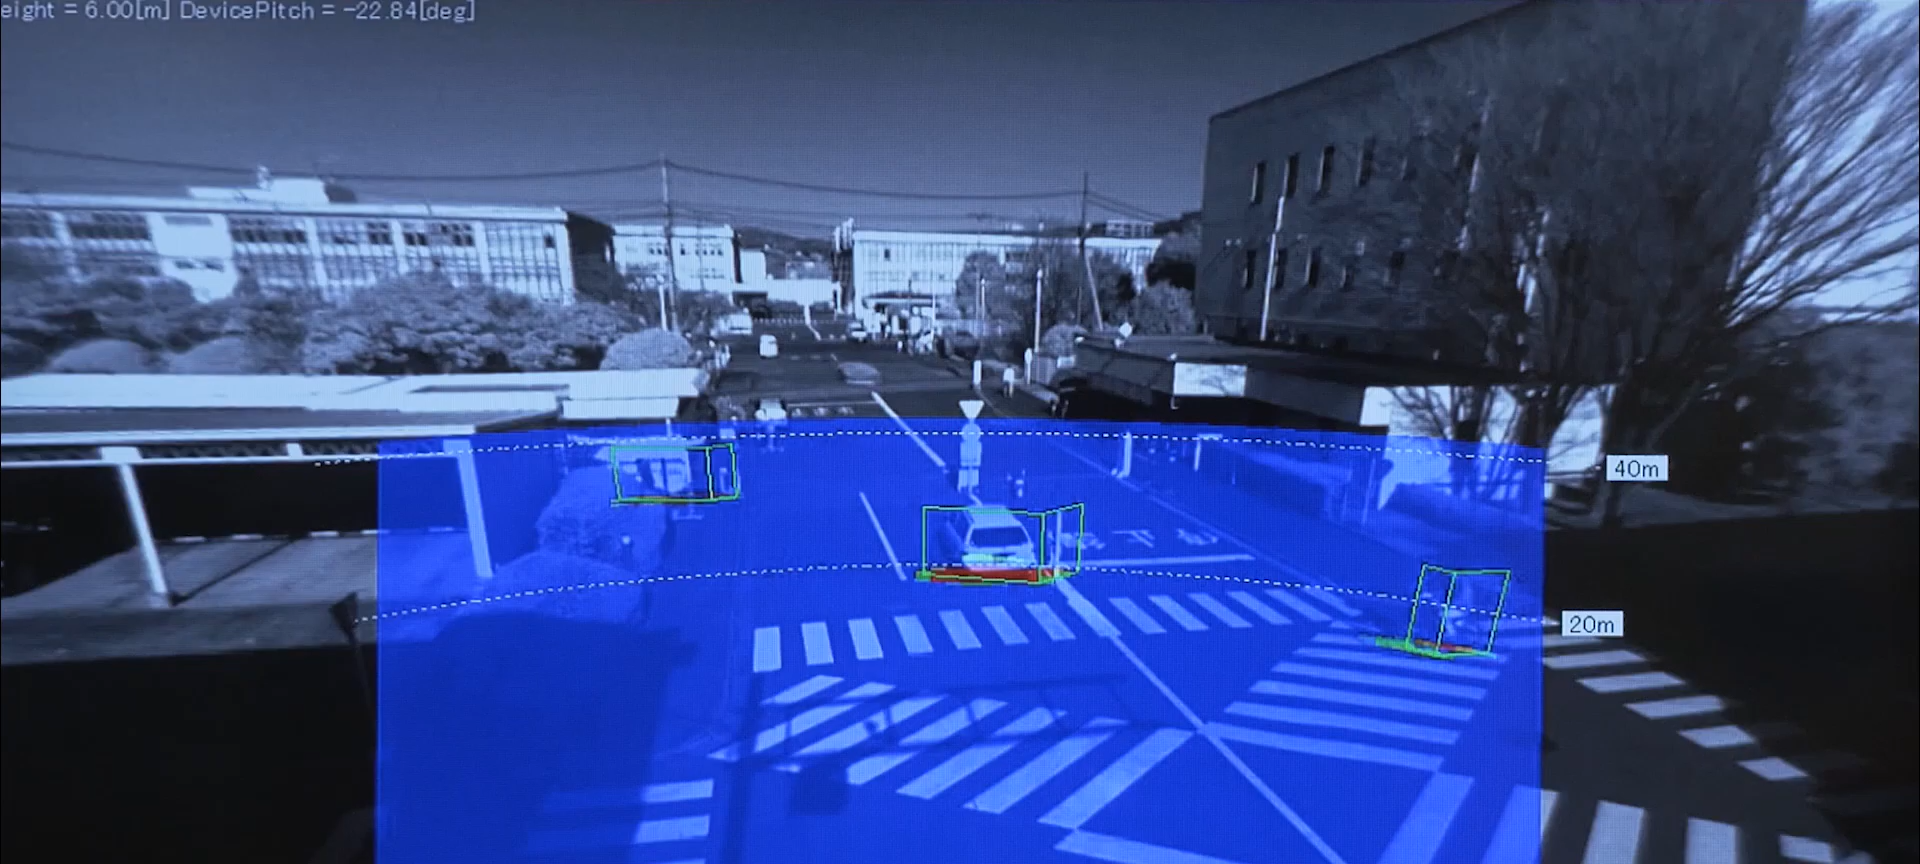 eight = 6.00[m] DevicePitch = -22.84[deg]
40m
20m